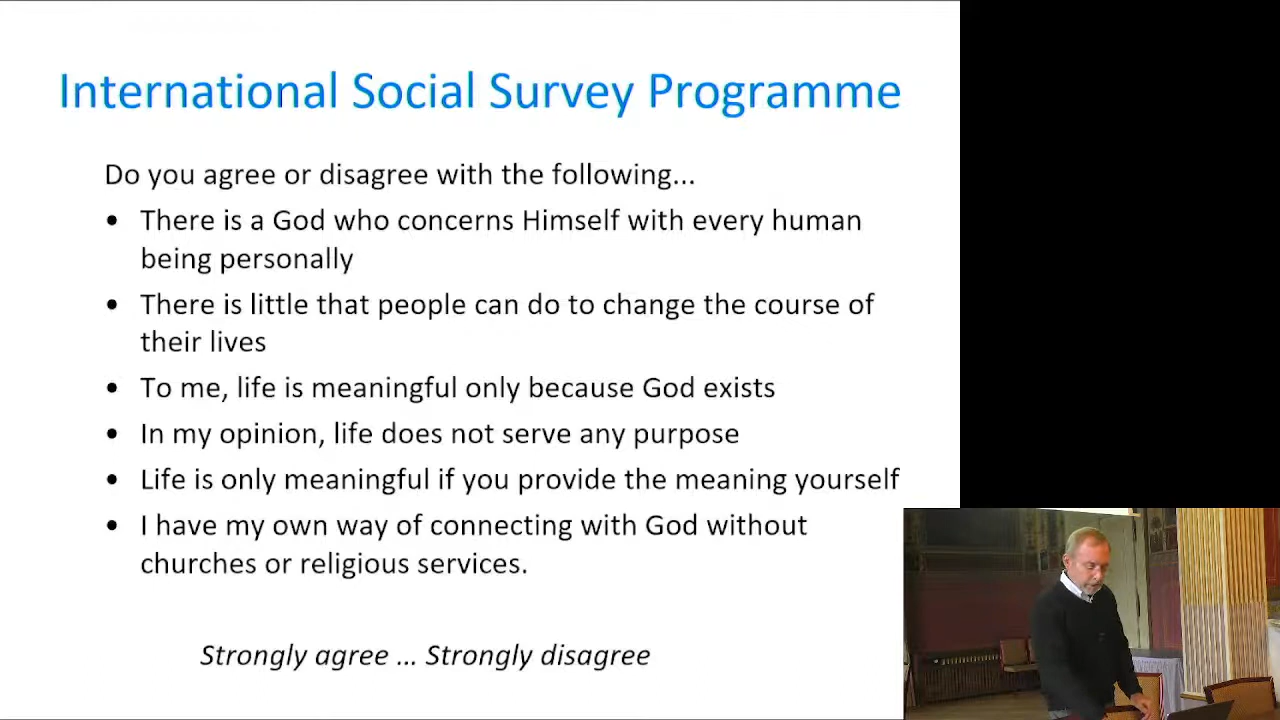 International Social Survey Programme
Do you agree or disagree with the following...
• There is a God who concerns Himself with every human
being personally
• There is little that people can do to change the course of
their lives
• To me, life is meaningful only because God exists
• In my opinion, life does not serve any purpose
• Life is only meaningful if you provide the meaning yourself
• I have my own way of connecting with God without
churches or religious services.
Strongly agree ... Strongly disagree